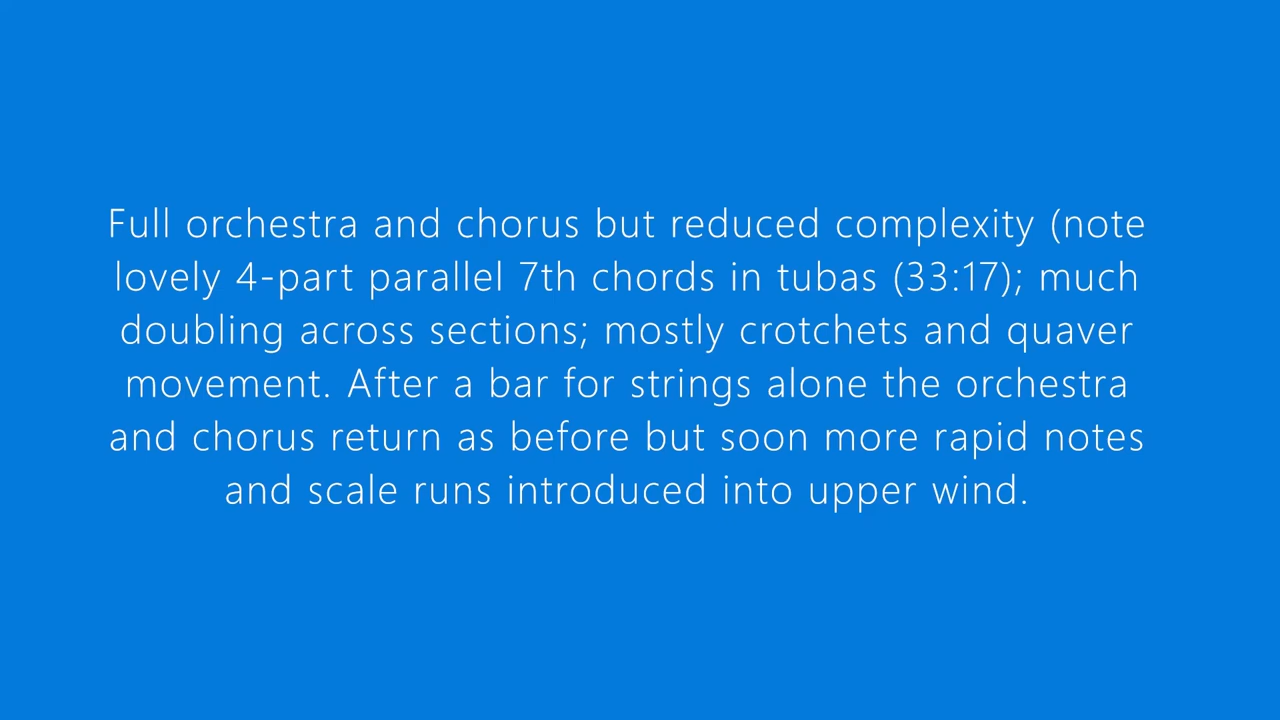 Full orchestra and chorus but reduced complexity (note
lovely 4-part parallel 7th chords in tubas (33:17); much
doubling across sections; mostly crotchets and quaver
movement. After a bar for strings alone the orchestra
and chorus return as before but soon more rapid notes
and scale runs introduced into upper wind.